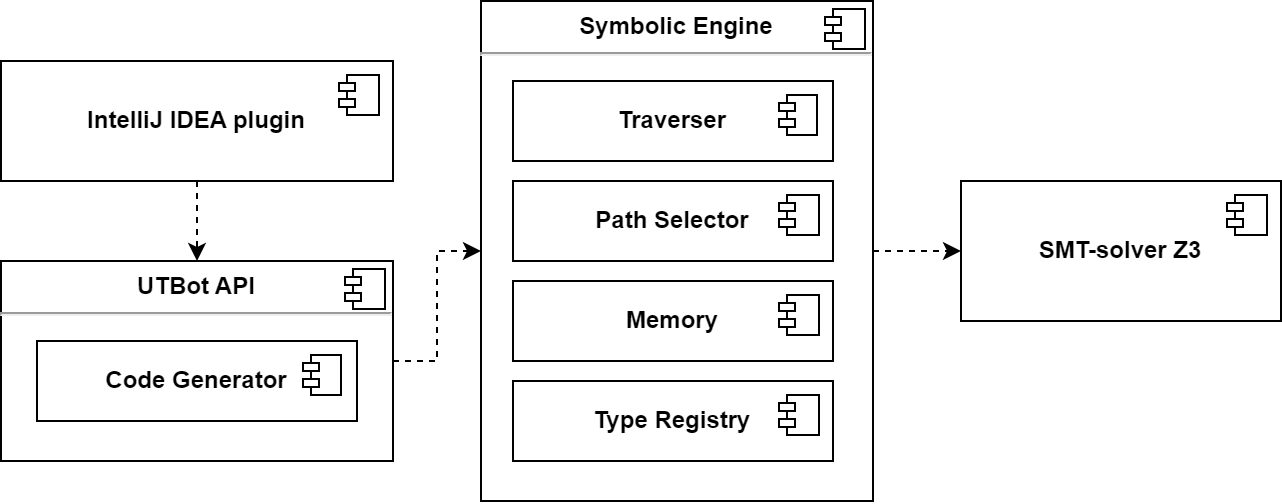 IntelliJ IDEA plugin
UTBot API
Code Generator
Symbolic Engine
Traverser
Path Selector
Memory
Type Registry
SMT-solver Z3